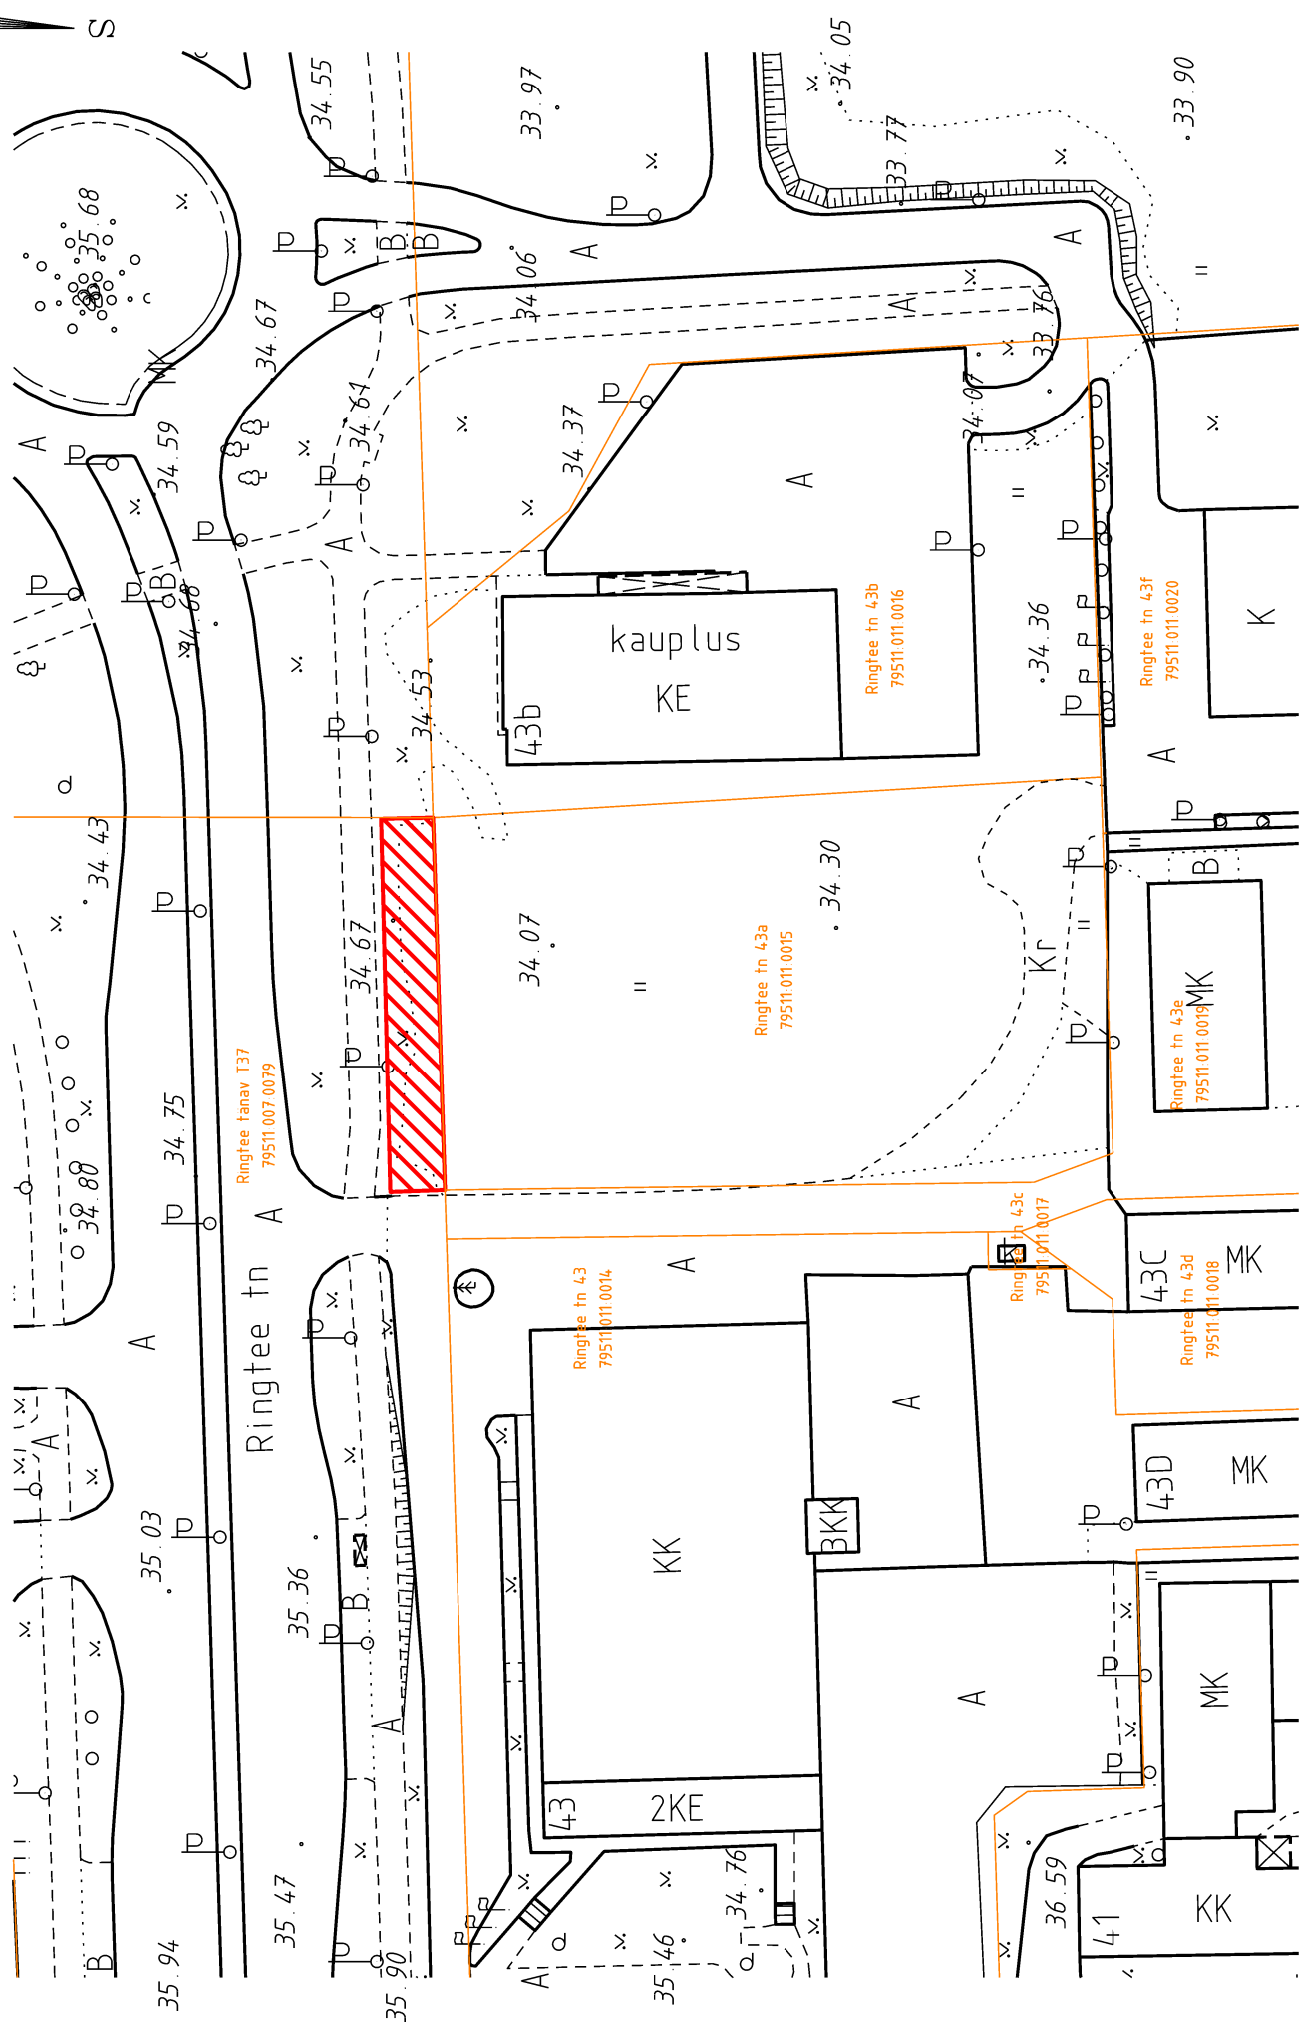 S
34.55
33.97
34.05
33.90
33.77
35.68
P
P
P
P
B
B
A
A
34.06
34.67
P
A
33.76
NK
34.61
34.37
P
34.07
A
34.59
P
P
A
P
A
P
P
P
B
34.68
P
kauplus
KE
43b
34.53
P
Ringtee tn 43b
79511:011:0016
34.36
Ringtee tn 43f
79511:011:0020
K
P
A
34.43
P
34.67
34.07
34.30
Ringtee tn 43a
79511:011:0015
Kr
P
P
B
MK
Ringtee tn 43e
79511:011:0019
P
P
Ringtee tänav T37
79511:007:0079
34.75
34.80
P
A
Ringtee tn
A
P
A
Ringtee tn 43
79511:011:0014
Ringtee tn 43c
79511:011:0017
43C
MK
Ringtee tn 43d
79511:011:0018
A
A
43D
MK
P
35.03
P
35.36
B
KK
3KK
P
A
A
P
MK
P
43
2KE
P
35.47
34.76
36.59
41
KK
35.94
B
35.90
A
35.46